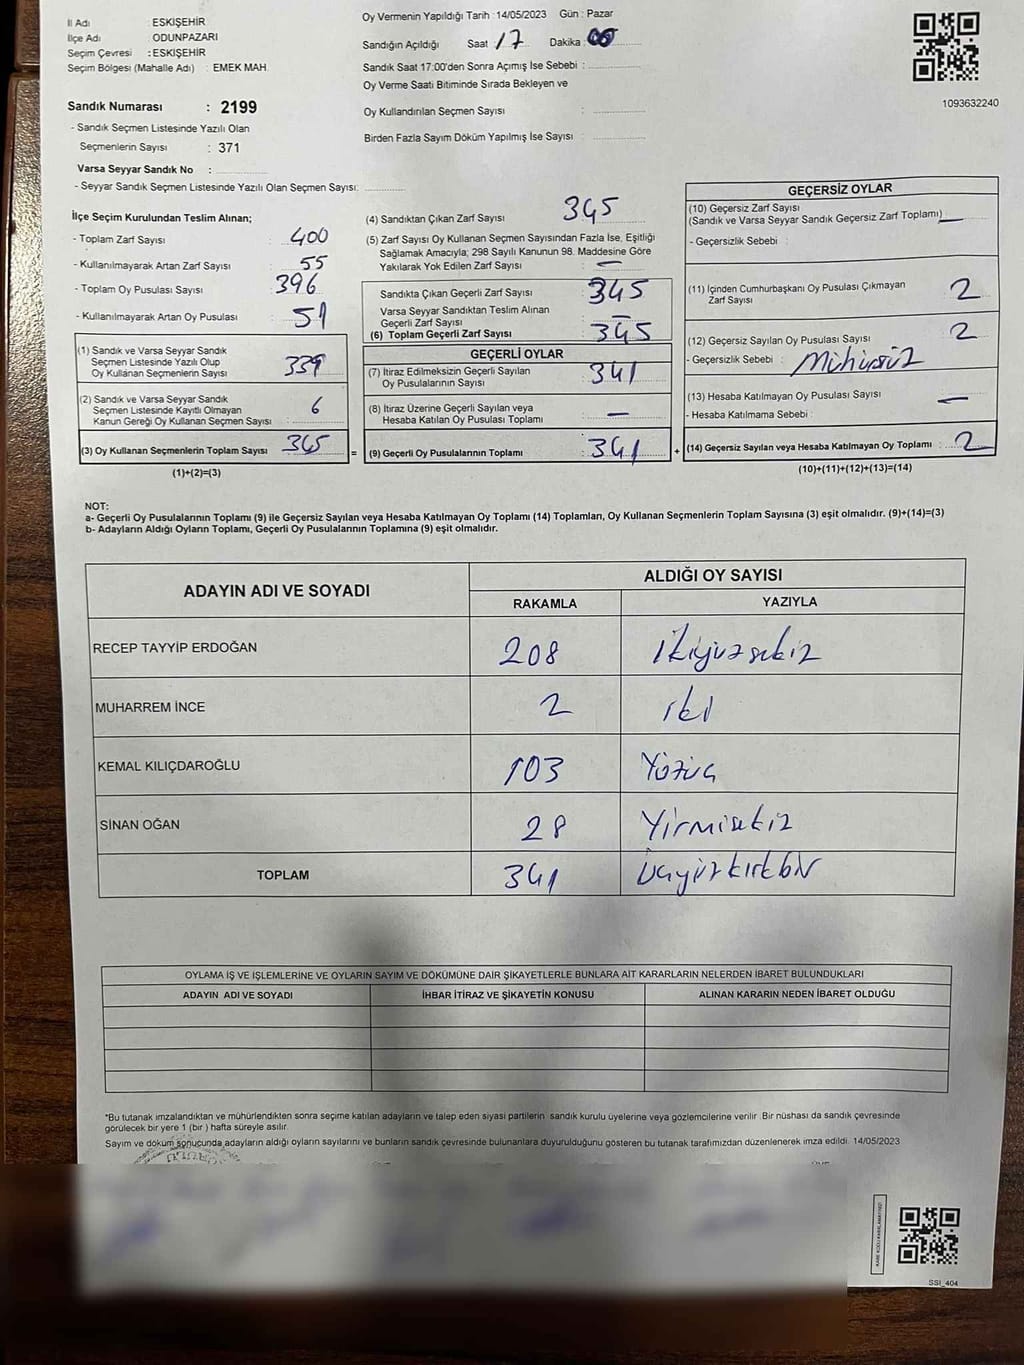 İl Adı : ESKİŞEHİR
İlçe Adı : ODUNPAZARI
Seçim Çevresi : ESKİŞEHİR
Seçim Bölgesi (Mahalle Adı) : EMEK MAH.
Sandık Numarası : 2199
- Sandık Seçmen Listesinde Yazılı Olan
Seçmenlerin Sayısı : 371
Varsa Seyyar Sandık No :
- Seyyar Sandık Seçmen Listesinde Yazılı Olan Seçmen Sayısı:
Oy Vermenin Yapıldığı Tarih : 14/05/2023 Gün : Pazar
Sandığın Açıldığı Saat 17 Dakika 00
Sandık Saat 17:00'den Sonra Açımış İse Sebebi :
Oy Verme Saati Bitiminde Sırada Bekleyen ve
Oy Kullandırılan Seçmen Sayısı :
Birden Fazla Sayım Döküm Yapılmış İse Sayısı :
1093632240
İlçe Seçim Kurulundan Teslim Alınan;
- Toplam Zarf Sayısı : 400
- Kullanılmayarak Artan Zarf Sayısı : 55
- Toplam Oy Pusulası Sayısı : 396
- Kullanılmayarak Artan Oy Pusulası : 51
(1) Sandık ve Varsa Seyyar Sandık
Seçmen Listesinde Yazılı Olup
Oy Kullanan Seçmenlerin Sayısı : 339
(2) Sandık ve Varsa Seyyar Sandık
Seçmen Listesinde Kayıtlı Olmayan
Kanun Gereği Oy Kullanan Seçmen Sayısı : 6
(3) Oy Kullanan Seçmenlerin Toplam Sayısı : 345
(1)+(2)=(3)
(4) Sandıktan Çıkan Zarf Sayısı : 345
(5) Zarf Sayısı Oy Kullanan Seçmen Sayısından Fazla İse, Eşitliği
Sağlamak Amacıyla; 298 Sayılı Kanunun 98. Maddesine Göre
Yakılarak Yok Edilen Zarf Sayısı : —
Sandıkta Çıkan Geçerli Zarf Sayısı : 345
Varsa Seyyar Sandıktan Teslim Alınan
Geçerli Zarf Sayısı : —
(6) Toplam Geçerli Zarf Sayısı : 345
GEÇERLİ OYLAR
(7) İtiraz Edilmeksizin Geçerli Sayılan
Oy Pusulalarının Sayısı : 341
(8) İtiraz Üzerine Geçerli Sayılan veya
Hesaba Katılan Oy Pusulası Toplamı : —
= (9) Geçerli Oy Pusulalarının Toplamı : 341
GEÇERSİZ OYLAR
(10) Geçersiz Zarf Sayısı
(Sandık ve Varsa Seyyar Sandık Geçersiz Zarf Toplamı) —
- Geçersizlik Sebebi :
(11) İçinden Cumhurbaşkanı Oy Pusulası Çıkmayan
Zarf Sayısı : 2
(12) Geçersiz Sayılan Oy Pusulası Sayısı : 2
- Geçersizlik Sebebi : Mühürsüz
(13) Hesaba Katılmayan Oy Pusulası Sayısı : —
- Hesaba Katılmama Sebebi :
+ (14) Geçersiz Sayılan veya Hesaba Katılmayan Oy Toplamı : 2
(10)+(11)+(12)+(13)=(14)
NOT:
a- Geçerli Oy Pusulalarının Toplamı (9) ile Geçersiz Sayılan veya Hesaba Katılmayan Oy Toplamı (14) Toplamları, Oy Kullanan Seçmenlerin Toplam Sayısına (3) eşit olmalıdır. (9)+(14)=(3)
b- Adayların Aldığı Oyların Toplamı, Geçerli Oy Pusulalarının Toplamına (9) eşit olmalıdır.
ADAYIN ADI VE SOYADI ALDIĞI OY SAYISI
RAKAMLA YAZIYLA
RECEP TAYYİP ERDOĞAN 208 ikiyüzsekiz
MUHARREM İNCE 2 iki
KEMAL KILIÇDAROĞLU 103 Yüzüç
SİNAN OĞAN 28 Yirmisekiz
TOPLAM 341 üçyüzkırkbir
OYLAMA İŞ VE İŞLEMLERİNE VE OYLARIN SAYIM VE DÖKÜMÜNE DAİR ŞİKAYETLERLE BUNLARA AİT KARARLARIN NELERDEN İBARET BULUNDUKLARI
ADAYIN ADI VE SOYADI İHBAR İTİRAZ VE ŞİKAYETİN KONUSU ALINAN KARARIN NEDEN İBARET OLDUĞU
*Bu tutanak imzalandıktan ve mühürlendikten sonra seçime katılan adayların ve talep eden siyasi partilerin sandık kurulu üyelerine veya gözlemcilerine verilir. Bir nüshası da sandık çevresinde
görülecek bir yere 1 (bir ) hafta süreyle asılır.
Sayım ve döküm sonucunda adayların aldığı oyların sayılarını ve bunların sandık çevresinde bulunanlara duyurulduğunu gösteren bu tutanak tarafımızdan düzenlenerek imza edildi. 14/05/2023
SSI_404